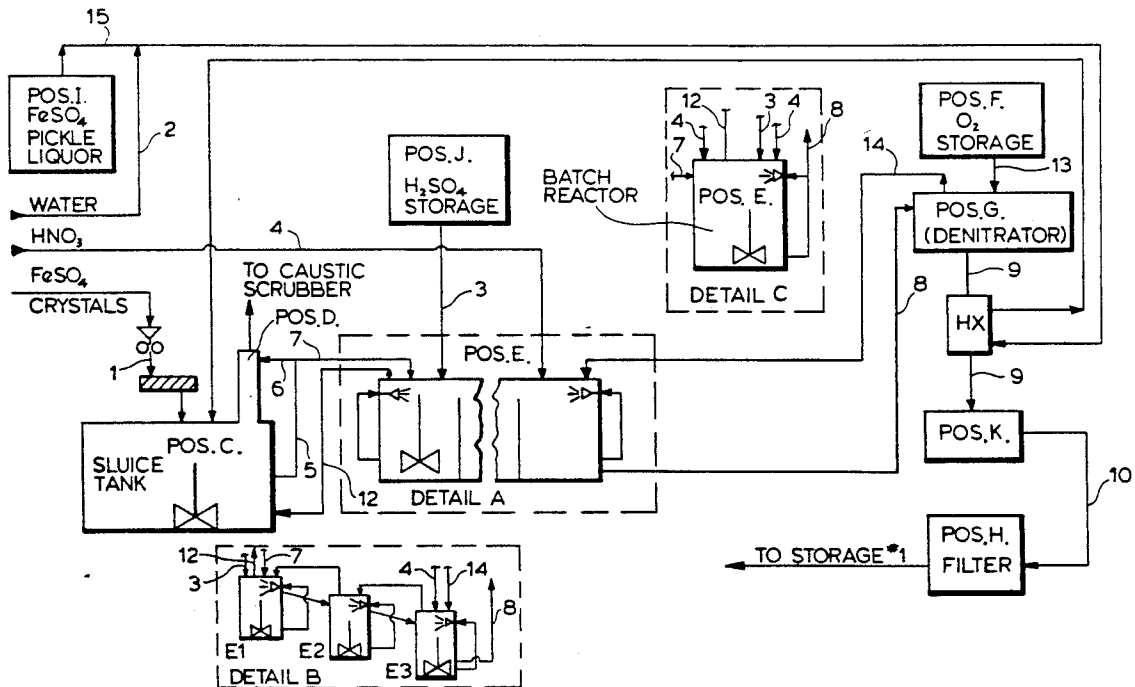 15
POS.I.
FeSO4
PICKLE
LIQUOR
2
WATER
HNO3
FeSO4
CRYSTALS
1
TO CAUSTIC
SCRUBBER
POS.D.
4
POS.J.
H2SO4
STORAGE
3
7
6
5
12
POS.C.
SLUICE
TANK
POS.E.
DETAIL A
12
3
4
8
4
7
BATCH
REACTOR
POS.E.
DETAIL C
POS.F.
O2
STORAGE
14
13
POS.G.
(DENITRATOR)
8
9
HX
9
POS.K.
10
POS.H.
FILTER
TO STORAGE #1
12
7
3
4
14
8
E1
E2
E3
DETAIL B